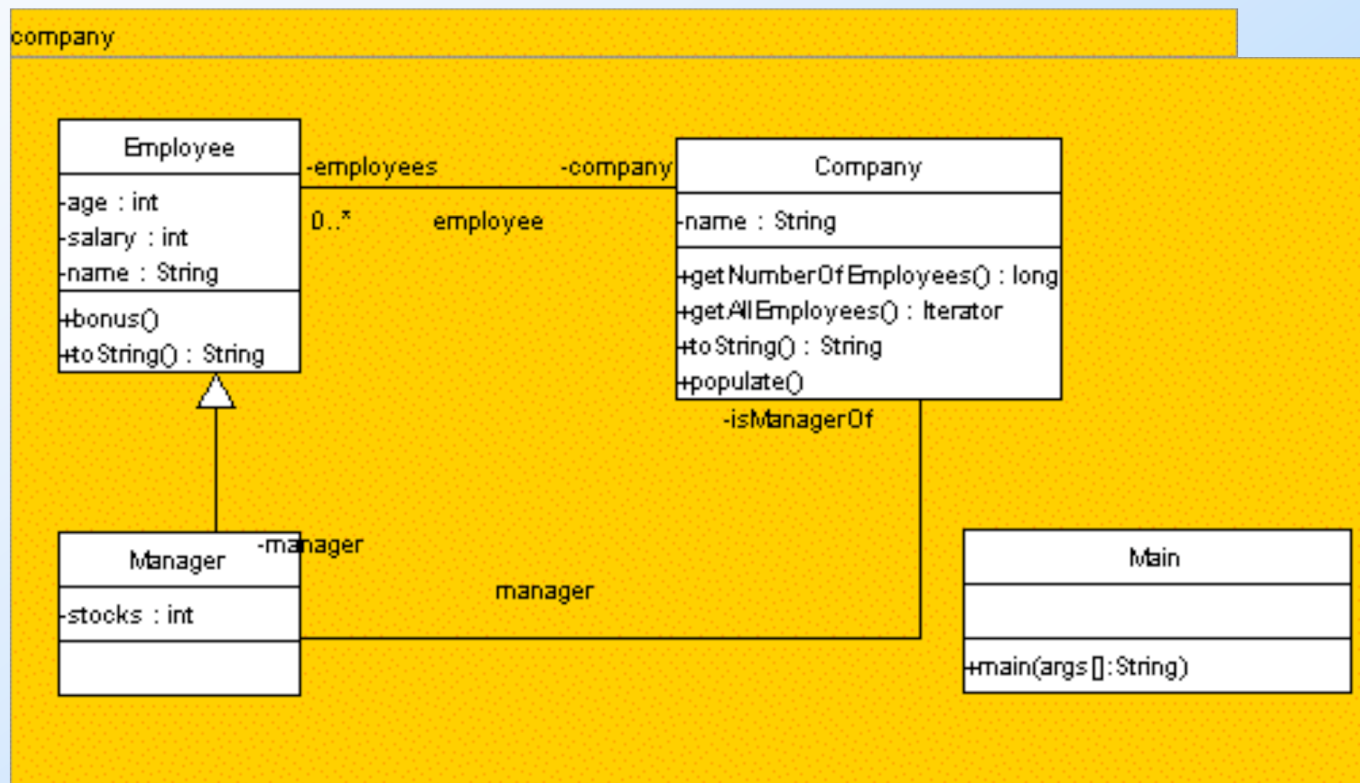 company
Employee
-age : int
-salary : int
-name : String
+bonus()
+toString() : String
-employees
-company
0..*
employee
Company
-name : String
+getNumberOfEmployees() : long
+getAllEmployees() : Iterator
+toString() : String
+populate()
-isManagerOf
Manager
-stocks : int
-manager
manager
Main
+main(args[]:String)